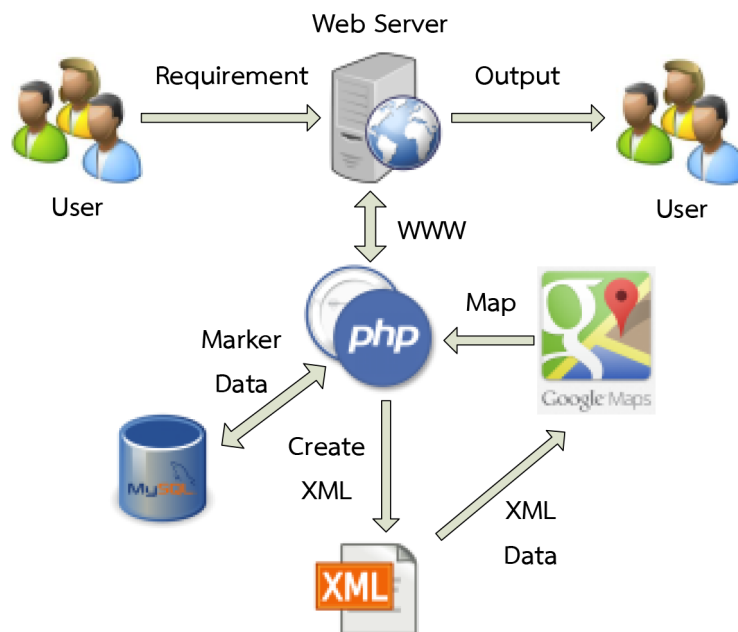 Web Server
Requirement
Output
User
User
WWW
php
Map
Marker
Data
Google Maps
MySQL
Create
XML
XML
Data
XML